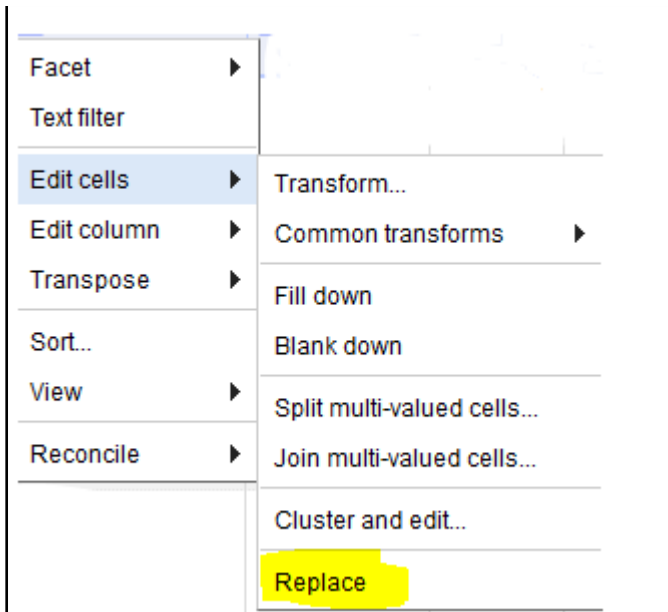 Facet
Text filter
Edit cells
Edit column
Transpose
Sort...
View
Reconcile
Transform...
Common transforms
Fill down
Blank down
Split multi-valued cells...
Join multi-valued cells...
Cluster and edit...
Replace